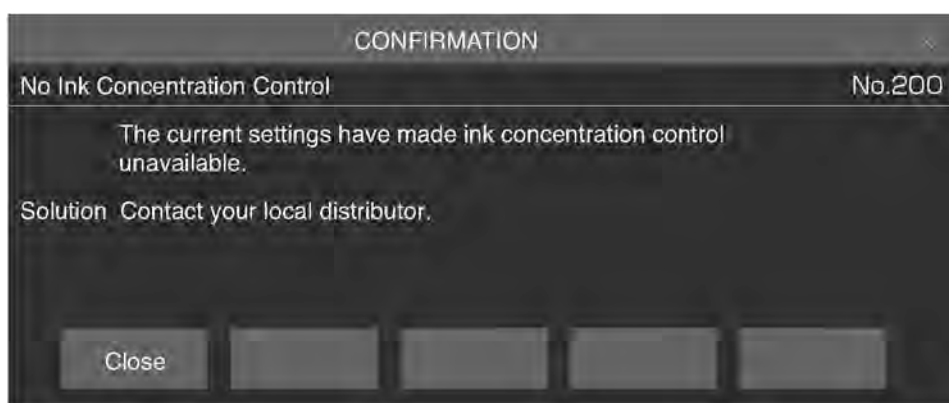 CONFIRMATION
No Ink Concentration Control No.200
The current settings have made ink concentration control
unavailable.
Solution Contact your local distributor.
Close